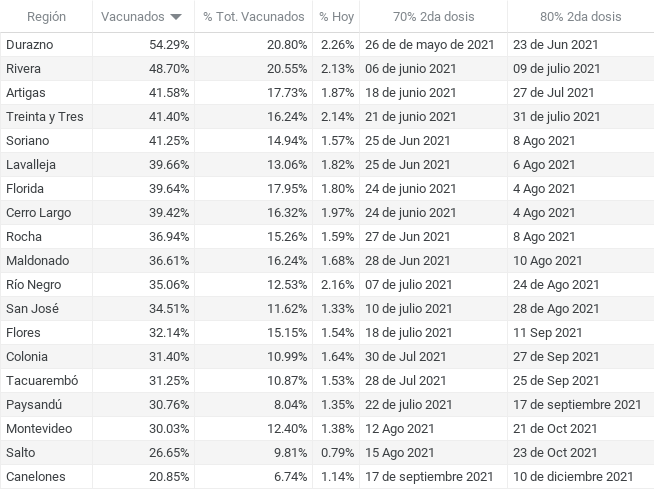 Región Vacunados % Tot. Vacunados % Hoy 70% 2da dosis 80% 2da dosis
Durazno 54.29% 20.80% 2.26% 26 de de mayo de 2021 23 de Jun 2021
Rivera 48.70% 20.55% 2.13% 06 de junio 2021 09 de julio 2021
Artigas 41.58% 17.73% 1.87% 18 de junio 2021 27 de Jul 2021
Treinta y Tres 41.40% 16.24% 2.14% 21 de junio 2021 31 de julio 2021
Soriano 41.25% 14.94% 1.57% 25 de Jun 2021 8 Ago 2021
Lavalleja 39.66% 13.06% 1.82% 25 de Jun 2021 6 Ago 2021
Florida 39.64% 17.95% 1.80% 24 de junio 2021 4 Ago 2021
Cerro Largo 39.42% 16.32% 1.97% 24 de junio 2021 4 Ago 2021
Rocha 36.94% 15.26% 1.59% 27 de Jun 2021 8 Ago 2021
Maldonado 36.61% 16.24% 1.68% 28 de Jun 2021 10 Ago 2021
Río Negro 35.06% 12.53% 2.16% 07 de julio 2021 24 de Ago 2021
San José 34.51% 11.62% 1.33% 10 de julio 2021 28 de Ago 2021
Flores 32.14% 15.15% 1.54% 18 de julio 2021 11 Sep 2021
Colonia 31.40% 10.99% 1.64% 30 de Jul 2021 27 de Sep 2021
Tacuarembó 31.25% 10.87% 1.53% 28 de Jul 2021 25 de Sep 2021
Paysandú 30.76% 8.04% 1.35% 22 de julio 2021 17 de septiembre 2021
Montevideo 30.03% 12.40% 1.38% 12 Ago 2021 21 de Oct 2021
Salto 26.65% 9.81% 0.79% 15 Ago 2021 23 de Oct 2021
Canelones 20.85% 6.74% 1.14% 17 de septiembre 2021 10 de diciembre 2021